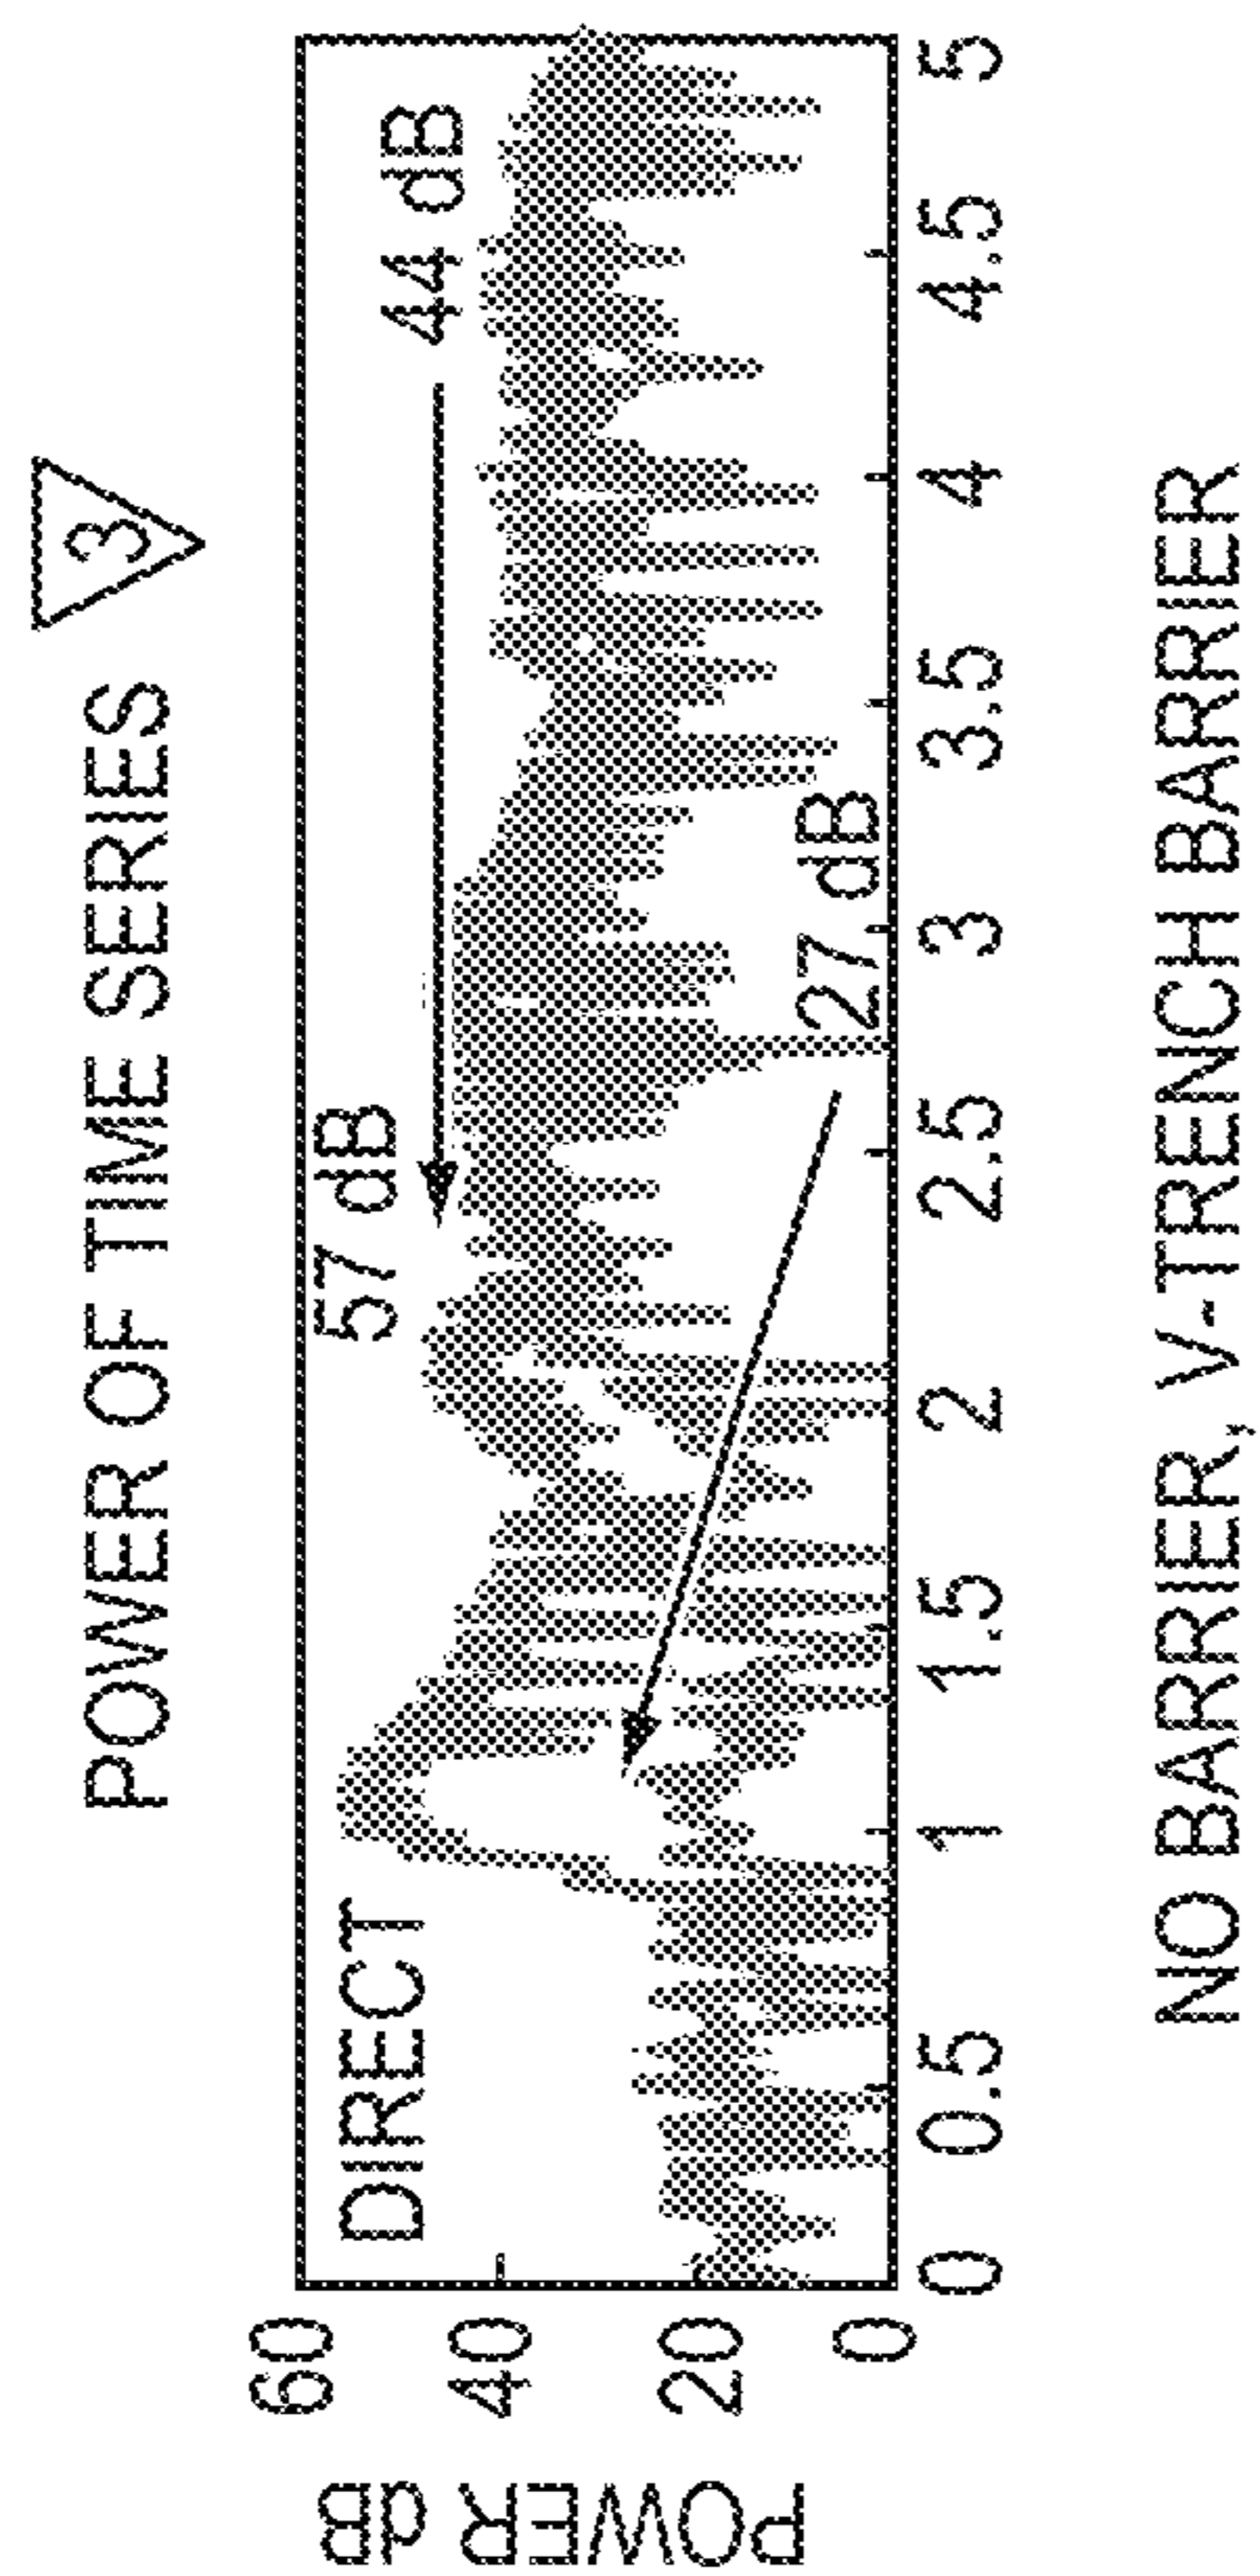 POWER OF TIME SERIES 3
POWER dB
60
40
20
0
DIRECT
57 dB
44 dB
27 dB
0 0.5 1 1.5 2 2.5 3 3.5 4 4.5 5
NO BARRIER, V-TRENCH BARRIER